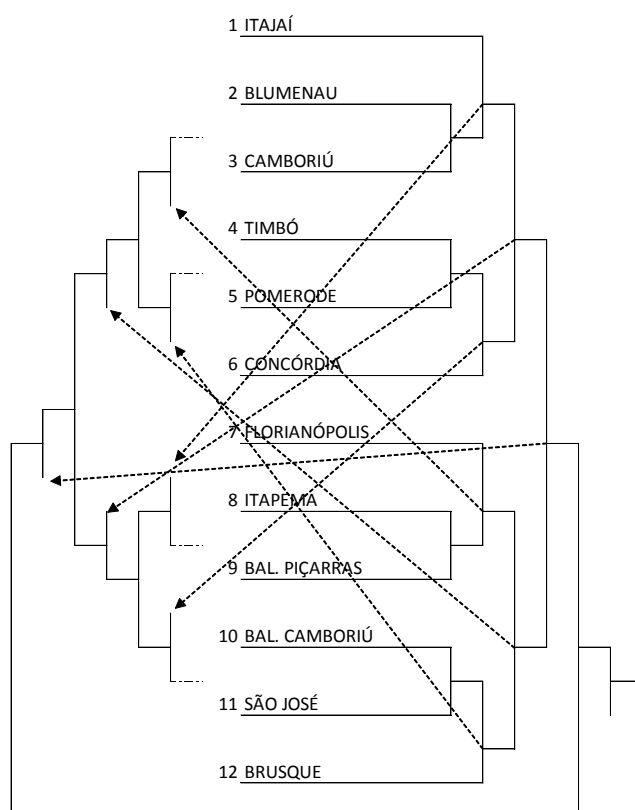 1 ITAJAÍ
2 BLUMENAU
3 CAMBORIÚ
4 TIMBÓ
5 POMERODE
6 CONCÓRDIA
7 FLORIANÓPOLIS
8 ITAPEMA
9 BAL. PIÇARRAS
10 BAL. CAMBORIÚ
11 SÃO JOSÉ
12 BRUSQUE